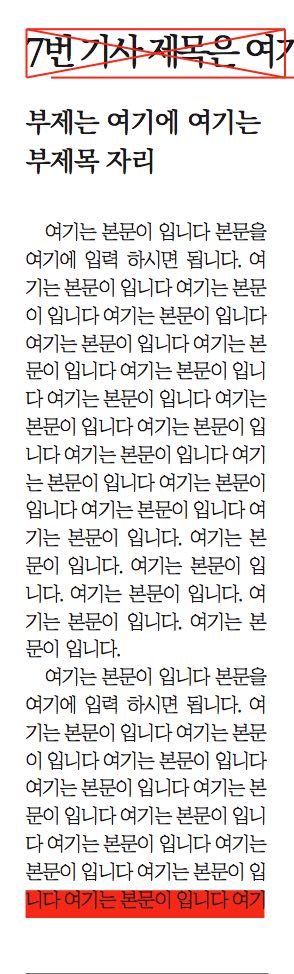 7번 기사 제목은 여기
부제는 여기에 여기는
부제목 자리
여기는 본문이 입니다 본문을
여기에 입력 하시면 됩니다. 여
기는 본문이 입니다 여기는 본문
이 입니다 여기는 본문이 입니다
여기는 본문이 입니다 여기는 본
문이 입니다 여기는 본문이 입니
다 여기는 본문이 입니다 여기는
본문이 입니다 여기는 본문이 입
니다 여기는 본문이 입니다 여기
는 본문이 입니다 여기는 본문이
입니다 여기는 본문이 입니다 여
기는 본문이 입니다. 여기는 본
문이 입니다. 여기는 본문이 입
니다. 여기는 본문이 입니다. 여
기는 본문이 입니다. 여기는 본
문이 입니다.
여기는 본문이 입니다 본문을
여기에 입력 하시면 됩니다. 여
기는 본문이 입니다 여기는 본문
이 입니다 여기는 본문이 입니다
여기는 본문이 입니다 여기는 본
문이 입니다 여기는 본문이 입니
다 여기는 본문이 입니다 여기는
본문이 입니다 여기는 본문이 입
니다 여기는 본문이 입니다 여기